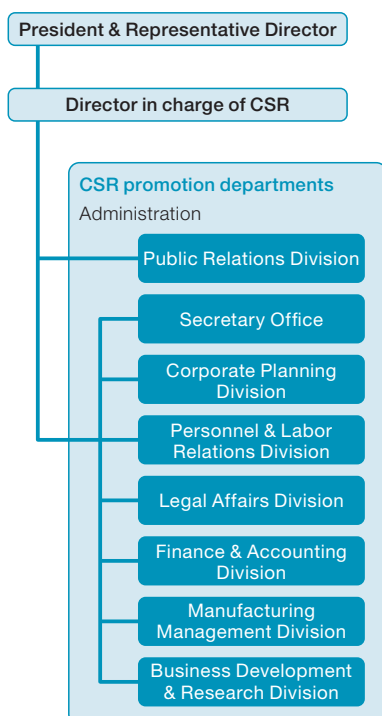 President & Representative Director
Director in charge of CSR
CSR promotion departments
Administration
Public Relations Division
Secretary Office
Corporate Planning
Division
Personnel & Labor
Relations Division
Legal Affairs Division
Finance & Accounting
Division
Manufacturing
Management Division
Business Development
& Research Division